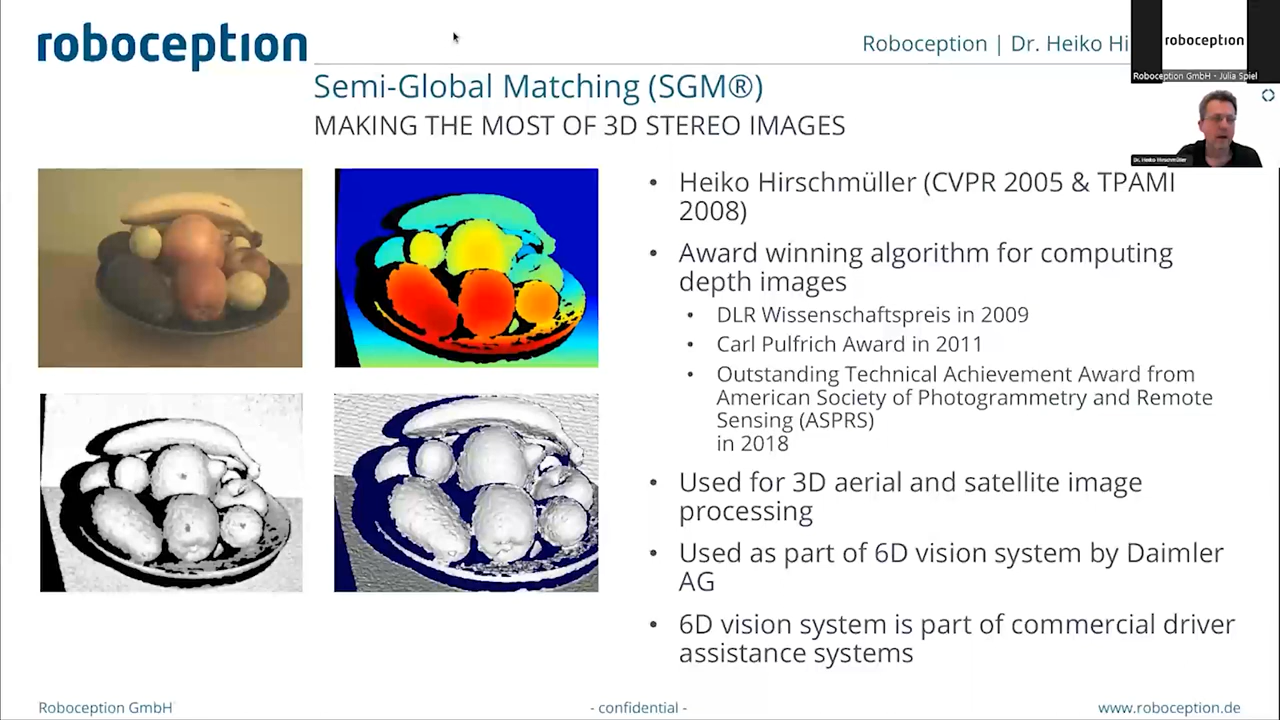 roboception
Roboception | Dr. Heiko Hi
roboception
Roboception GmbH - Julia Spiel
Semi-Global Matching (SGM®)
MAKING THE MOST OF 3D STEREO IMAGES
Dr. Heiko Hirschmüller
• Heiko Hirschmüller (CVPR 2005 & TPAMI
2008)
• Award winning algorithm for computing
depth images
• DLR Wissenschaftspreis in 2009
• Carl Pulfrich Award in 2011
• Outstanding Technical Achievement Award from
American Society of Photogrammetry and Remote
Sensing (ASPRS)
in 2018
• Used for 3D aerial and satellite image
processing
• Used as part of 6D vision system by Daimler
AG
• 6D vision system is part of commercial driver
assistance systems
Roboception GmbH
- confidential -
www.roboception.de